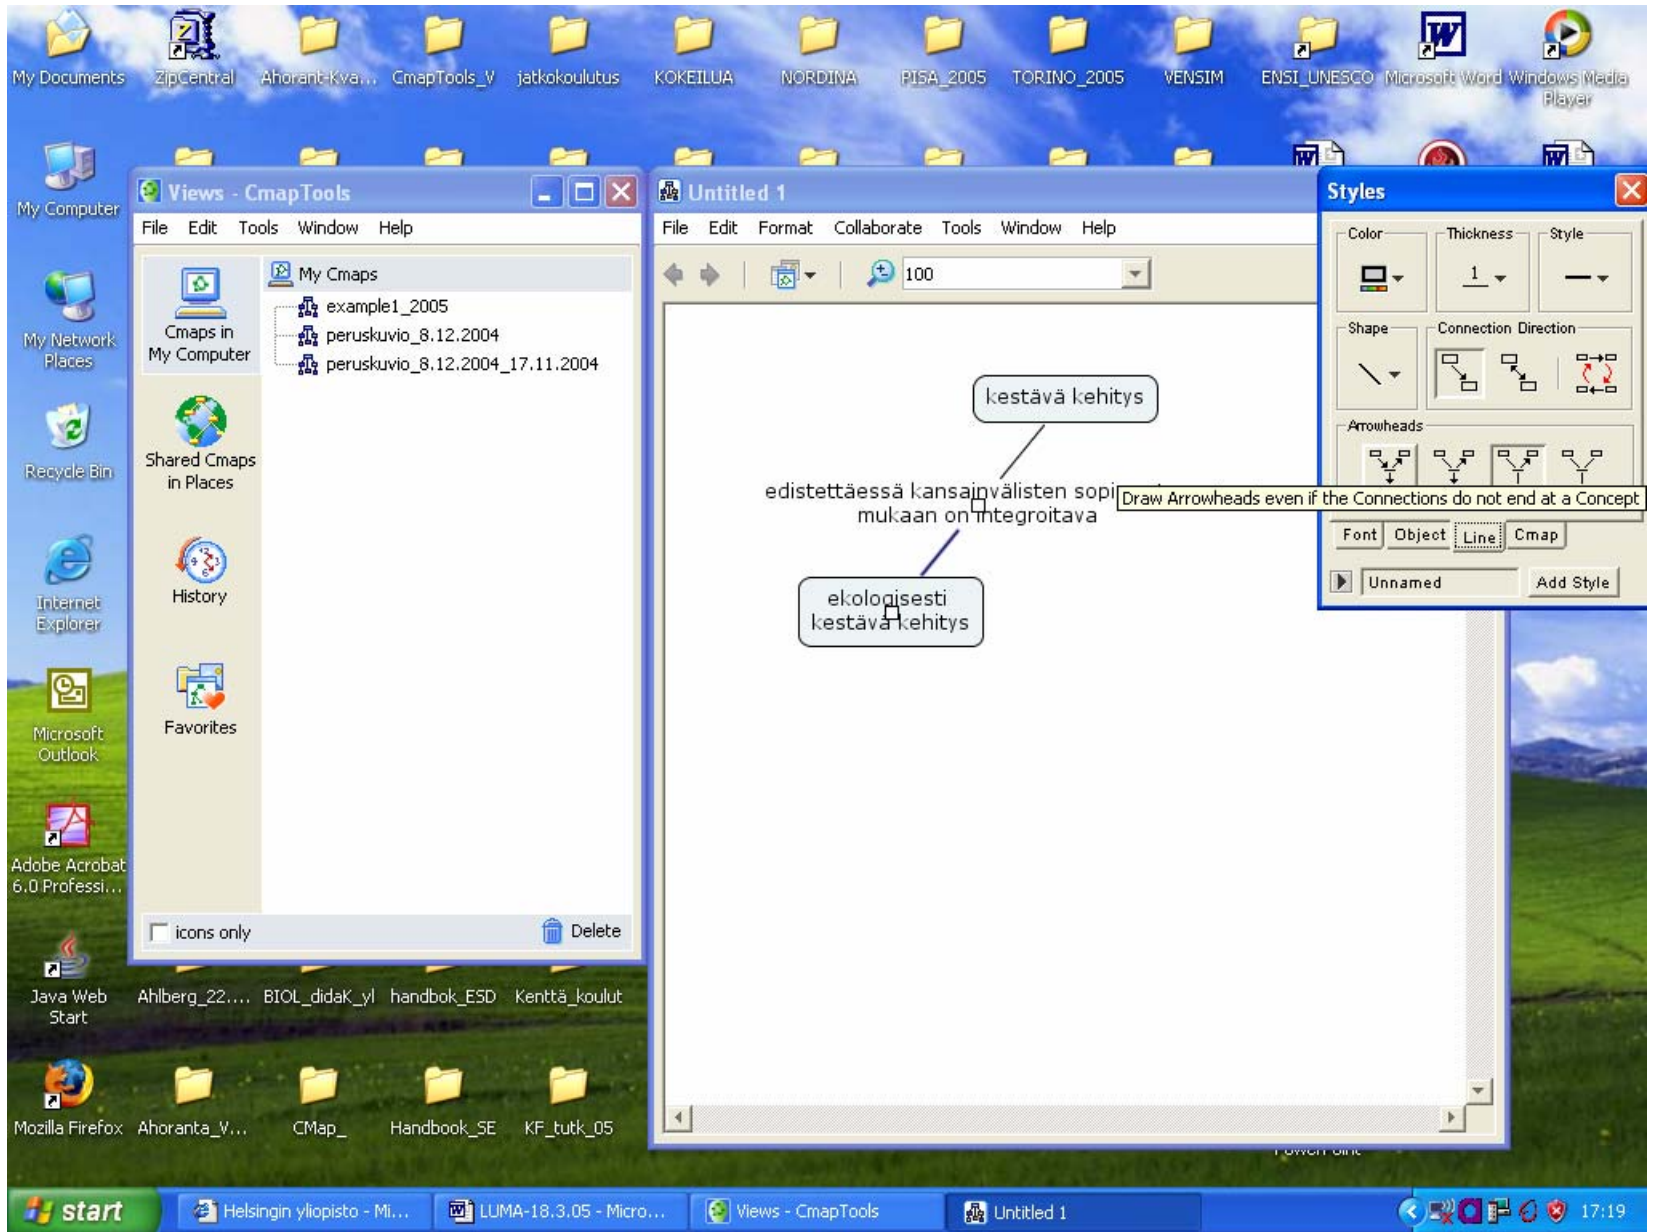 My Documents
ZipCentral
Ahorant-Kva...
CmapTools_V
jatkokoulutus
KOKEILUA
NORDINA
PISA_2005
TORINO_2005
VENSIM
ENSI_UNESCO
Microsoft Word
Windows Media
Player
My Computer
My Network
Places
Recycle Bin
Internet
Explorer
Microsoft
Outlook
Adobe Acrobat
6.0 Professi...
Java Web
Start
Mozilla Firefox
Views - CmapTools
File Edit Tools Window Help
Cmaps in
My Computer
Shared Cmaps
in Places
History
Favorites
My Cmaps
example1_2005
peruskuvio_8.12.2004
peruskuvio_8.12.2004_17.11.2004
icons only
Delete
Untitled 1
File Edit Format Collaborate Tools Window Help
100
kestävä kehitys
edistettäessä kansainvälisten
mukaan on integroitava
ekologisesti
kestävä kehitys
Styles
Color
Thickness
Style
1
Shape
Connection Direction
Arrowheads
Draw Arrowheads even if the Connections do not end at a Concept
Font Object Line Cmap
Unnamed
Add Style
Ahlberg_22....
BIOL_didaK_yl
handbok_ESD
Kenttä_koulut
Ahoranta_V...
CMap_
Handbook_SE
KF_tutk_05
start
Helsingin yliopisto - Mi...
LUMA-18.3.05 - Micro...
Views - CmapTools
Untitled 1
17:19